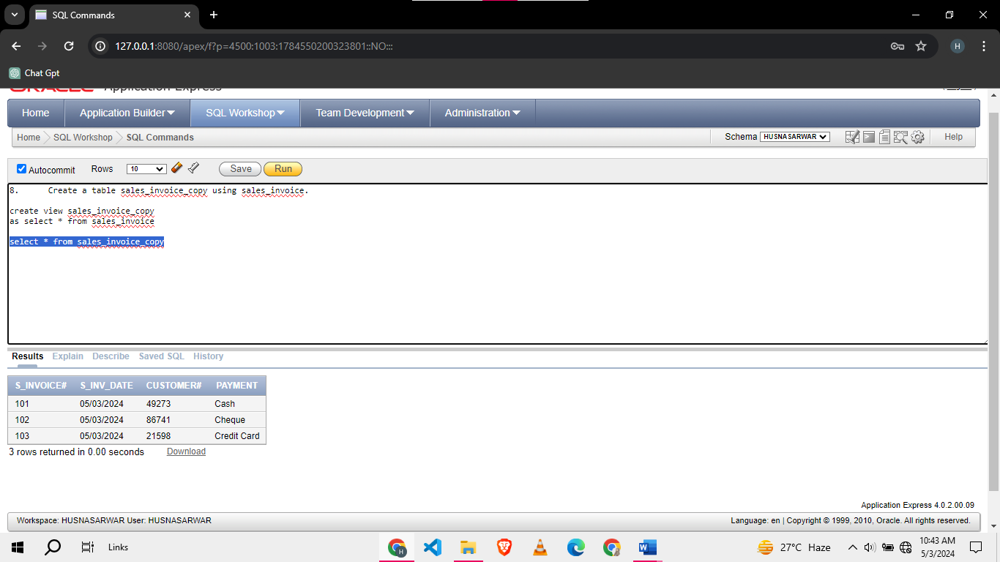 SQL Commands
127.0.0.1:8080/apex/f?p=4500:1003:1784550200323801::NO:::
H
Chat Gpt
ORACLE Application Express
Home Application Builder SQL Workshop Team Development Administration
Home SQL Workshop SQL Commands Schema HUSNASARWAR Help
Autocommit Rows 10 Save Run
8. Create a table sales_invoice_copy using sales_invoice.
create view sales_invoice_copy
as select * from sales_invoice
select * from sales_invoice_copy
Results Explain Describe Saved SQL History
S_INVOICE# S_INV_DATE CUSTOMER# PAYMENT
101 05/03/2024 49273 Cash
102 05/03/2024 86741 Cheque
103 05/03/2024 21598 Credit Card
3 rows returned in 0.00 seconds Download
Application Express 4.0.2.00.09
Workspace: HUSNASARWAR User: HUSNASARWAR Language: en | Copyright © 1999, 2010, Oracle. All rights reserved.
Links 27°C Haze 10:43 AM
5/3/2024